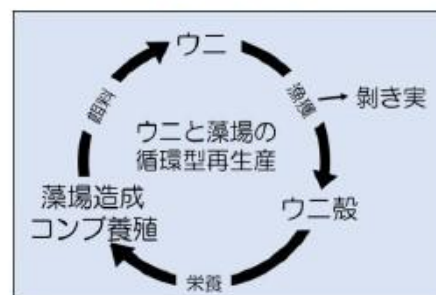 ウニ
漁獲
剝き実
餌料
ウニと藻場の
循環型再生産
藻場造成
コンブ養殖
ウニ殻
栄養